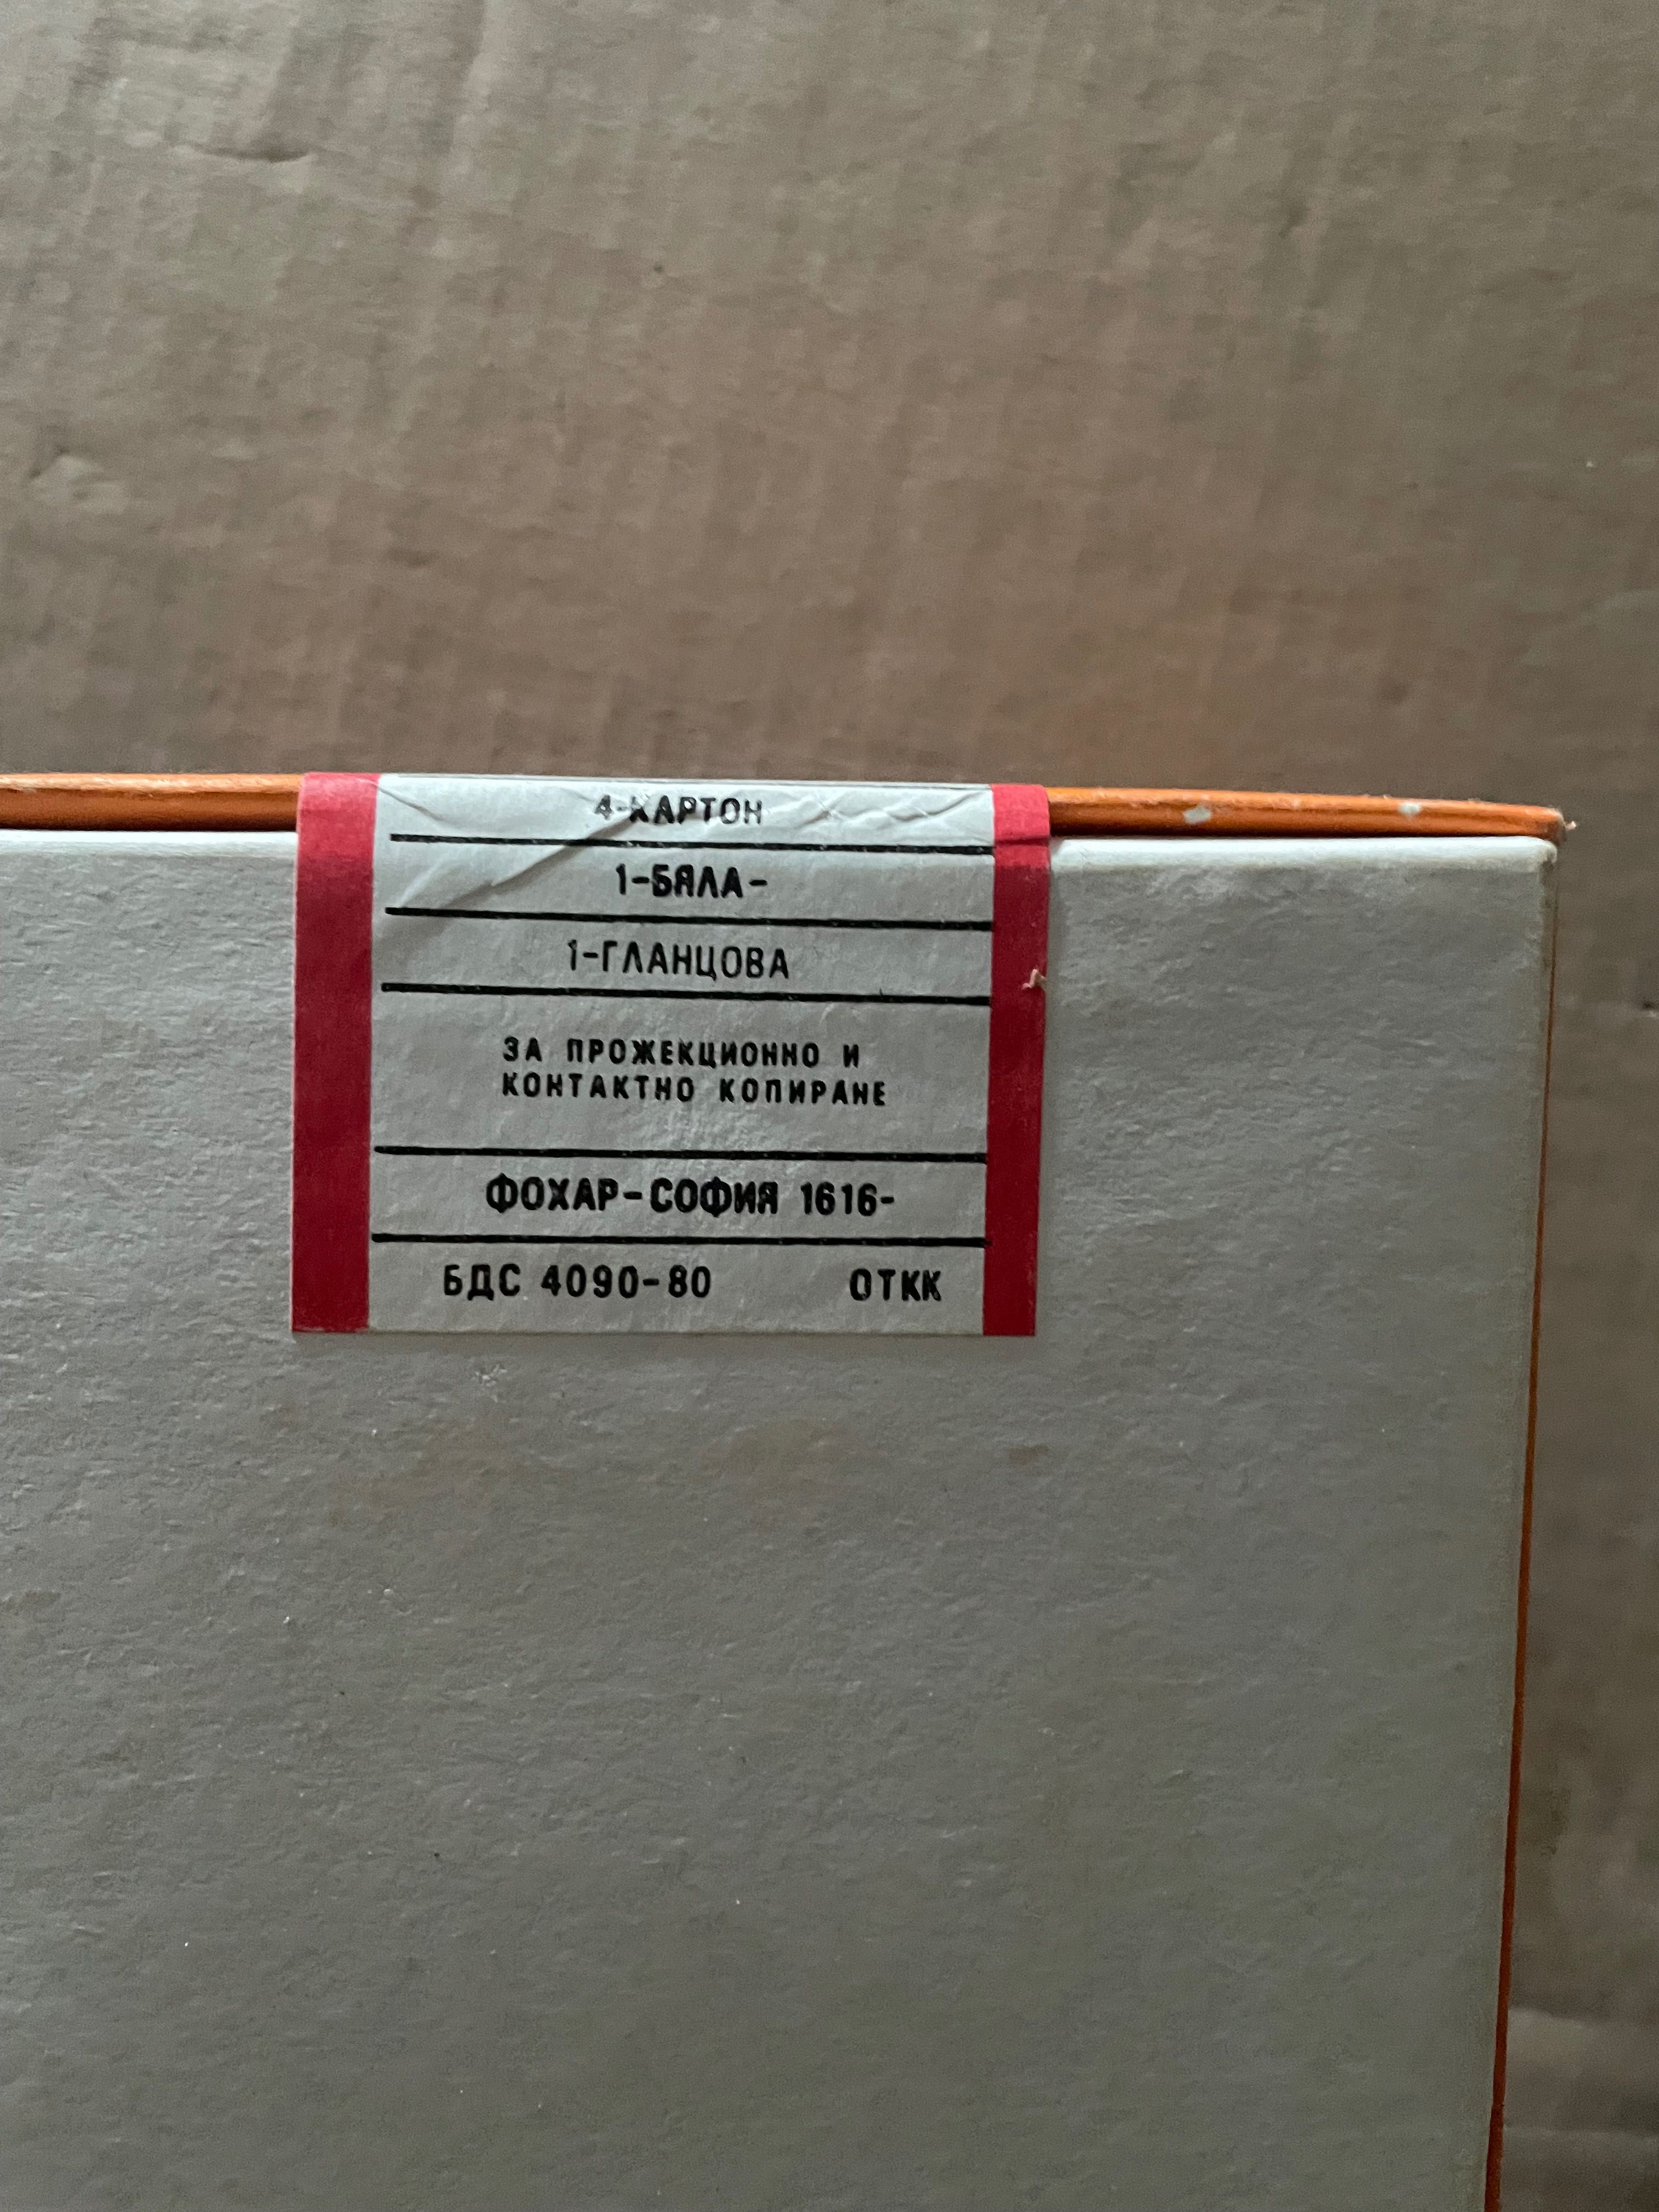 4-КАРТОН
1-БЯЛА-
1-ГЛАНЦОВА
ЗА ПРОЖЕКЦИОННО И
КОНТАКТНО КОПИРАНЕ
ФОХАР-СОФИЯ 1616-
БДС 4090-80 ОТКК